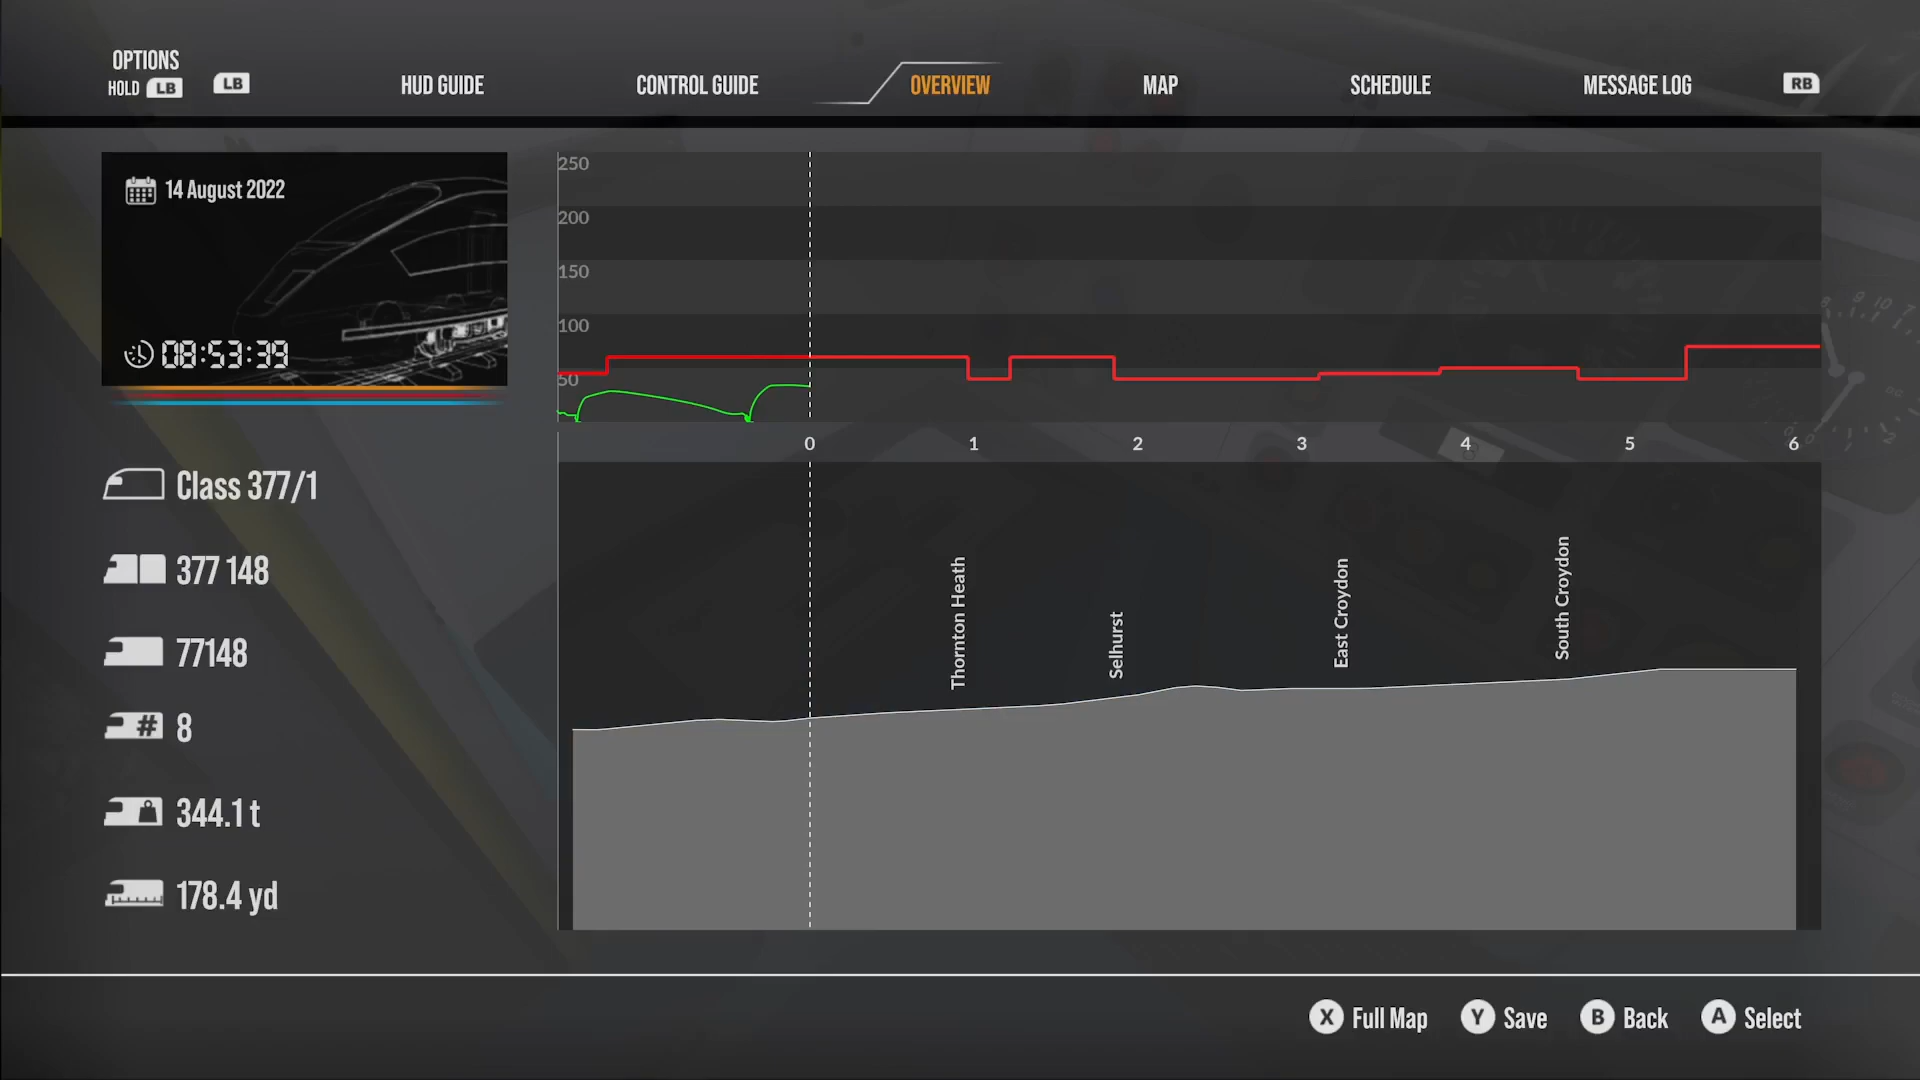 OPTIONS
HOLD LB
LB
HUD GUIDE
CONTROL GUIDE
OVERVIEW
MAP
SCHEDULE
MESSAGE LOG
RB
14 August 2022
08:53:39
Class 377/1
377 148
77148
# 8
344.1 t
178.4 yd
250
200
150
100
50
0 1 2 3 4 5 6
Thornton Heath
Selhurst
East Croydon
South Croydon
X Full Map
Y Save
B Back
A Select